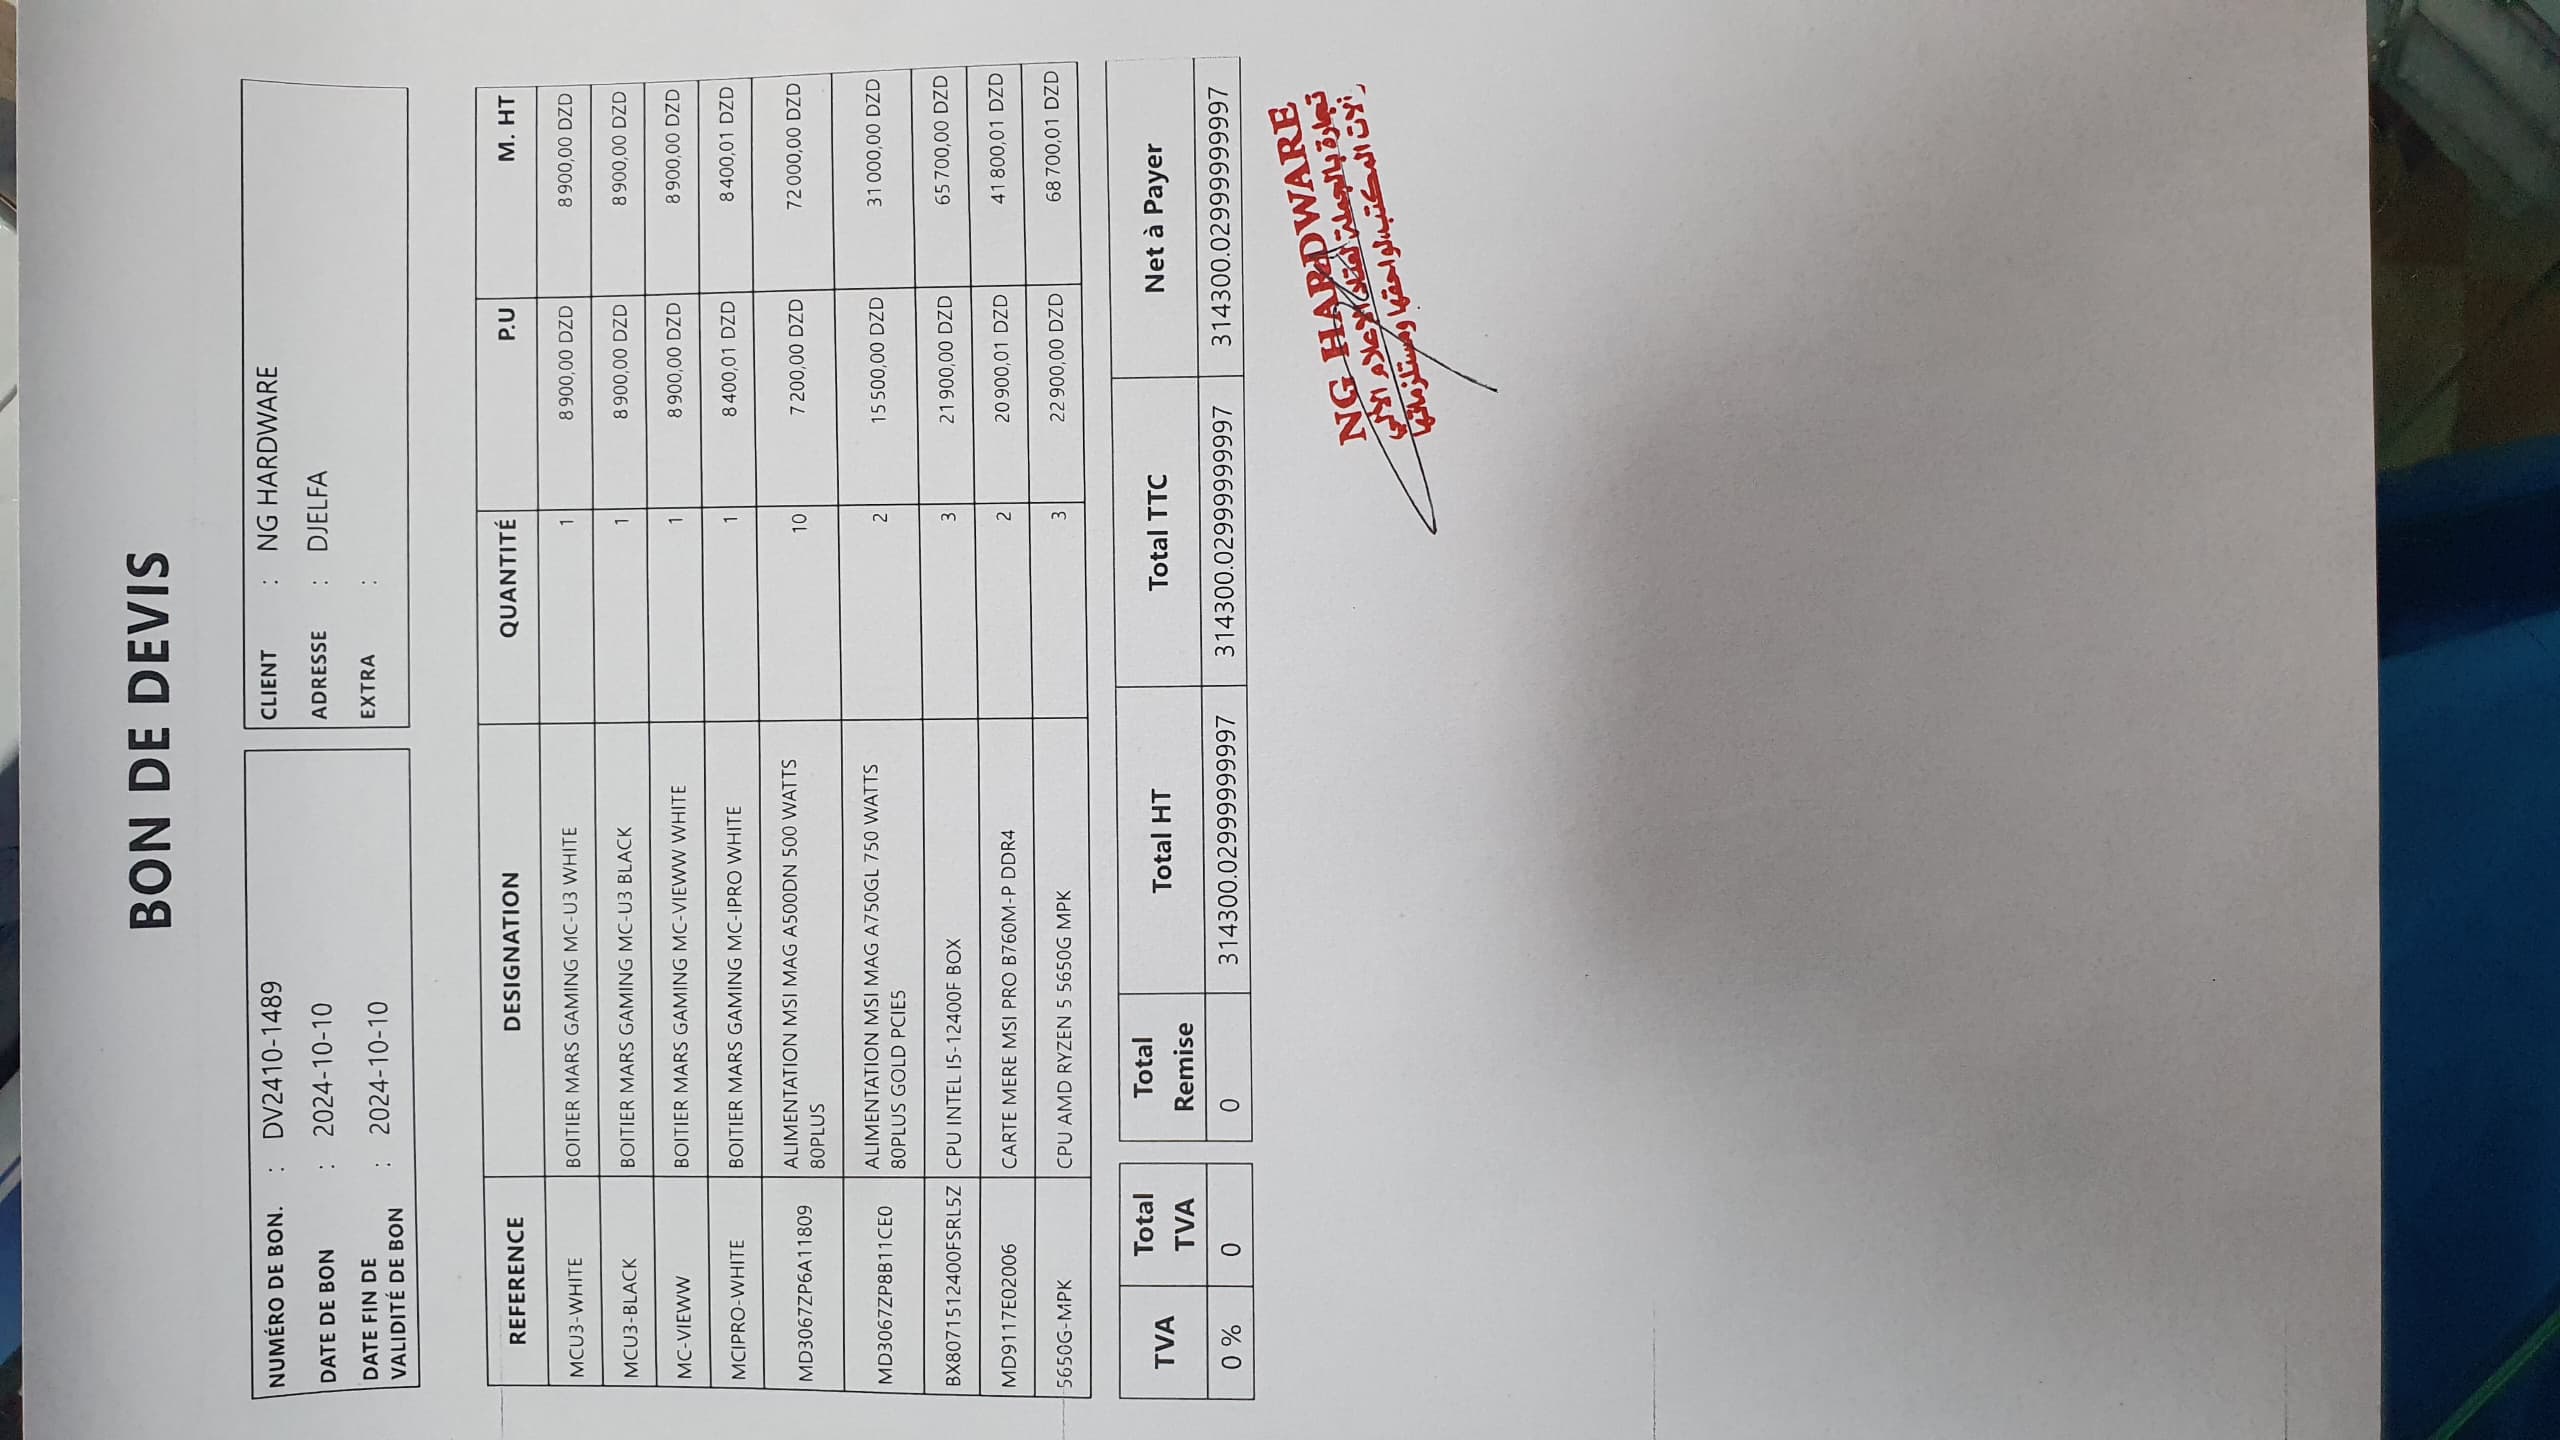 BON DE DEVIS
NUMÉRO DE BON. : DV2410-1489
DATE DE BON : 2024-10-10
DATE FIN DE
VALIDITÉ DE BON : 2024-10-10
CLIENT : NG HARDWARE
ADRESSE : DJELFA
EXTRA :
REFERENCE DESIGNATION QUANTITÉ P.U M. HT
MCU3-WHITE BOITIER MARS GAMING MC-U3 WHITE 1 8 900,00 DZD 8 900,00 DZD
MCU3-BLACK BOITIER MARS GAMING MC-U3 BLACK 1 8 900,00 DZD 8 900,00 DZD
MC-VIEWW BOITIER MARS GAMING MC-VIEWW WHITE 1 8 900,00 DZD 8 900,00 DZD
MCIPRO-WHITE BOITIER MARS GAMING MC-IPRO WHITE 1 8 400,01 DZD 8 400,01 DZD
MD3067ZP6A11809 ALIMENTATION MSI MAG A500DN 500 WATTS 10 7 200,00 DZD 72 000,00 DZD
80PLUS
MD3067ZP8B11CE0 ALIMENTATION MSI MAG A750GL 750 WATTS 2 15 500,00 DZD 31 000,00 DZD
80PLUS GOLD PCIE5
BX8071512400FSRL5Z CPU INTEL I5-12400F BOX 3 21 900,00 DZD 65 700,00 DZD
MD9117E02006 CARTE MERE MSI PRO B760M-P DDR4 2 20 900,01 DZD 41 800,01 DZD
5650G-MPK CPU AMD RYZEN 5 5650G MPK 3 22 900,00 DZD 68 700,01 DZD
TVA Total
TVA
0 % 0
Total
Remise Total HT Total TTC Net à Payer
0 314300.02999999997 314300.02999999997 314300.02999999997
NG HARDWARE
تجارة بالجملة لعتاد الاعلام الآلي
المكتب ولواحقها ومستلزماتها